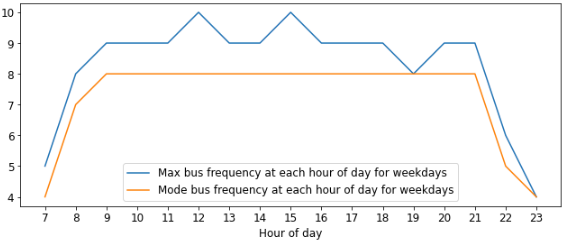 10
9
8
7
6
5
4
Max bus frequency at each hour of day for weekdays
Mode bus frequency at each hour of day for weekdays
7 8 9 10 11 12 13 14 15 16 17 18 19 20 21 22 23
Hour of day